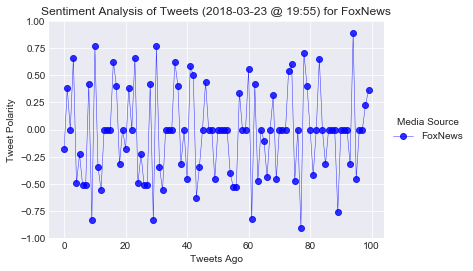 Sentiment Analysis of Tweets (2018-03-23 @ 19:55) for FoxNews
1.00
0.75
0.50
0.25
0.00
−0.25
−0.50
−0.75
−1.00
Tweet Polarity
0 20 40 60 80 100
Tweets Ago
Media Source
FoxNews